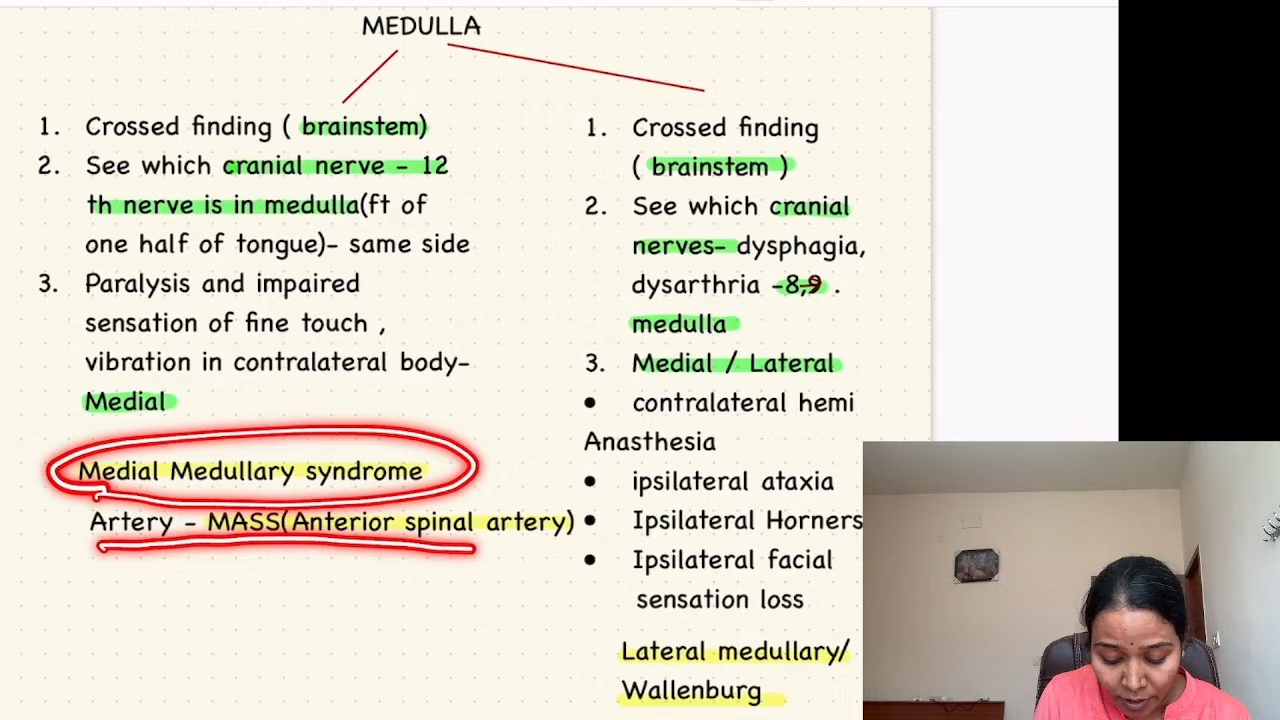 MEDULLA
1. Crossed finding ( brainstem)
2. See which cranial nerve - 12
th nerve is in medulla(ft of
one half of tongue)- same side
3. Paralysis and impaired
sensation of fine touch ,
vibration in contralateral body-
Medial
Medial Medullary syndrome
Artery - MASS(Anterior spinal artery)
1. Crossed finding
( brainstem )
2. See which cranial
nerves- dysphagia,
dysarthria -8,9 .
medulla
3. Medial / Lateral
• contralateral hemi
Anasthesia
• ipsilateral ataxia
• Ipsilateral Horners
• Ipsilateral facial
sensation loss
Lateral medullary/
Wallenburg